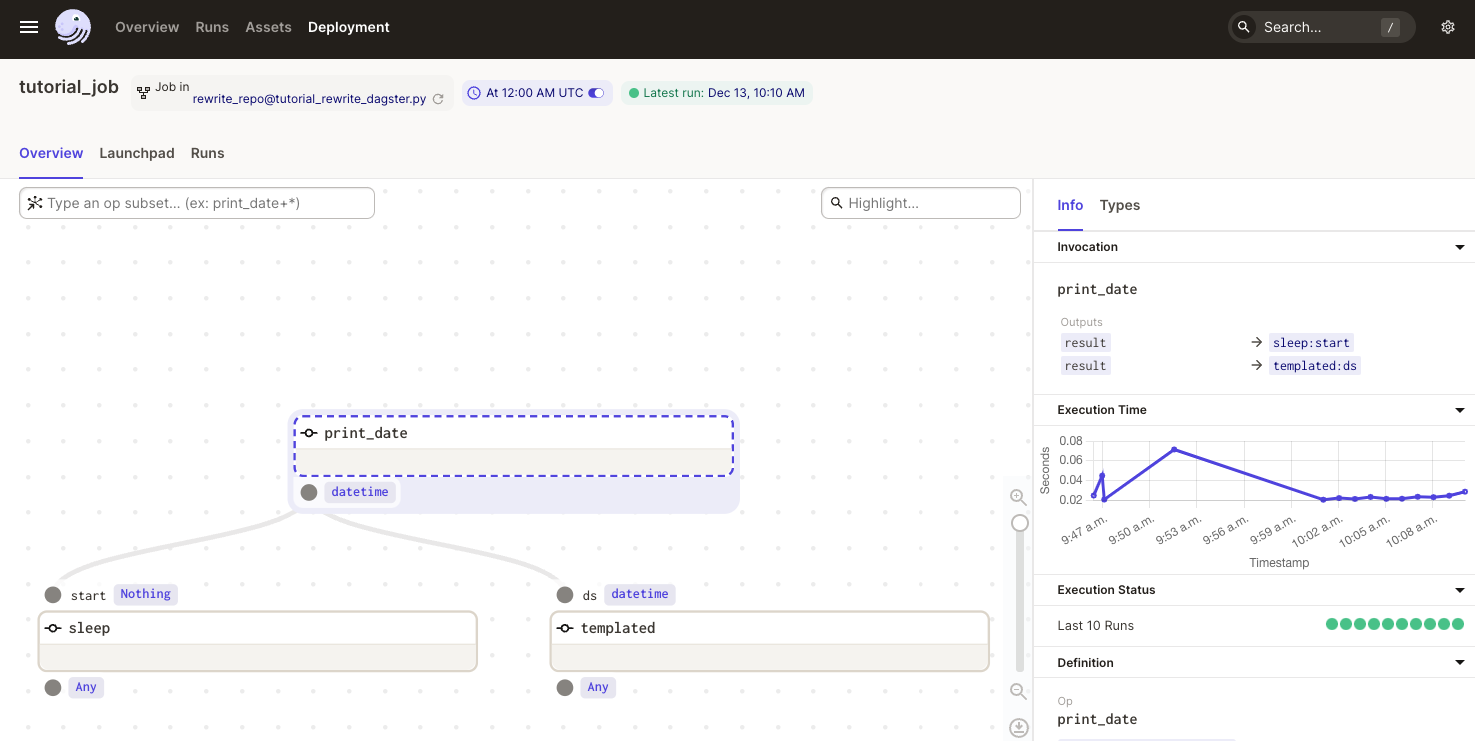 Overview Runs Assets Deployment Search... /
tutorial_job Job in rewrite_repo@tutorial_rewrite_dagster.py At 12:00 AM UTC Latest run: Dec 13, 10:10 AM
Overview Launchpad Runs
Type an op subset... (ex: print_date+*)
Highlight...
print_date
datetime
start Nothing
ds datetime
sleep
templated
Any
Any
Info Types
Invocation
print_date
Outputs
result → sleep:start
result → templated:ds
Execution Time
Seconds
0.08
0.06
0.04
0.02
9:47 a.m. 9:50 a.m. 9:53 a.m. 9:56 a.m. 9:59 a.m. 10:02 a.m. 10:05 a.m. 10:08 a.m.
Timestamp
Execution Status
Last 10 Runs
Definition
Op
print_date